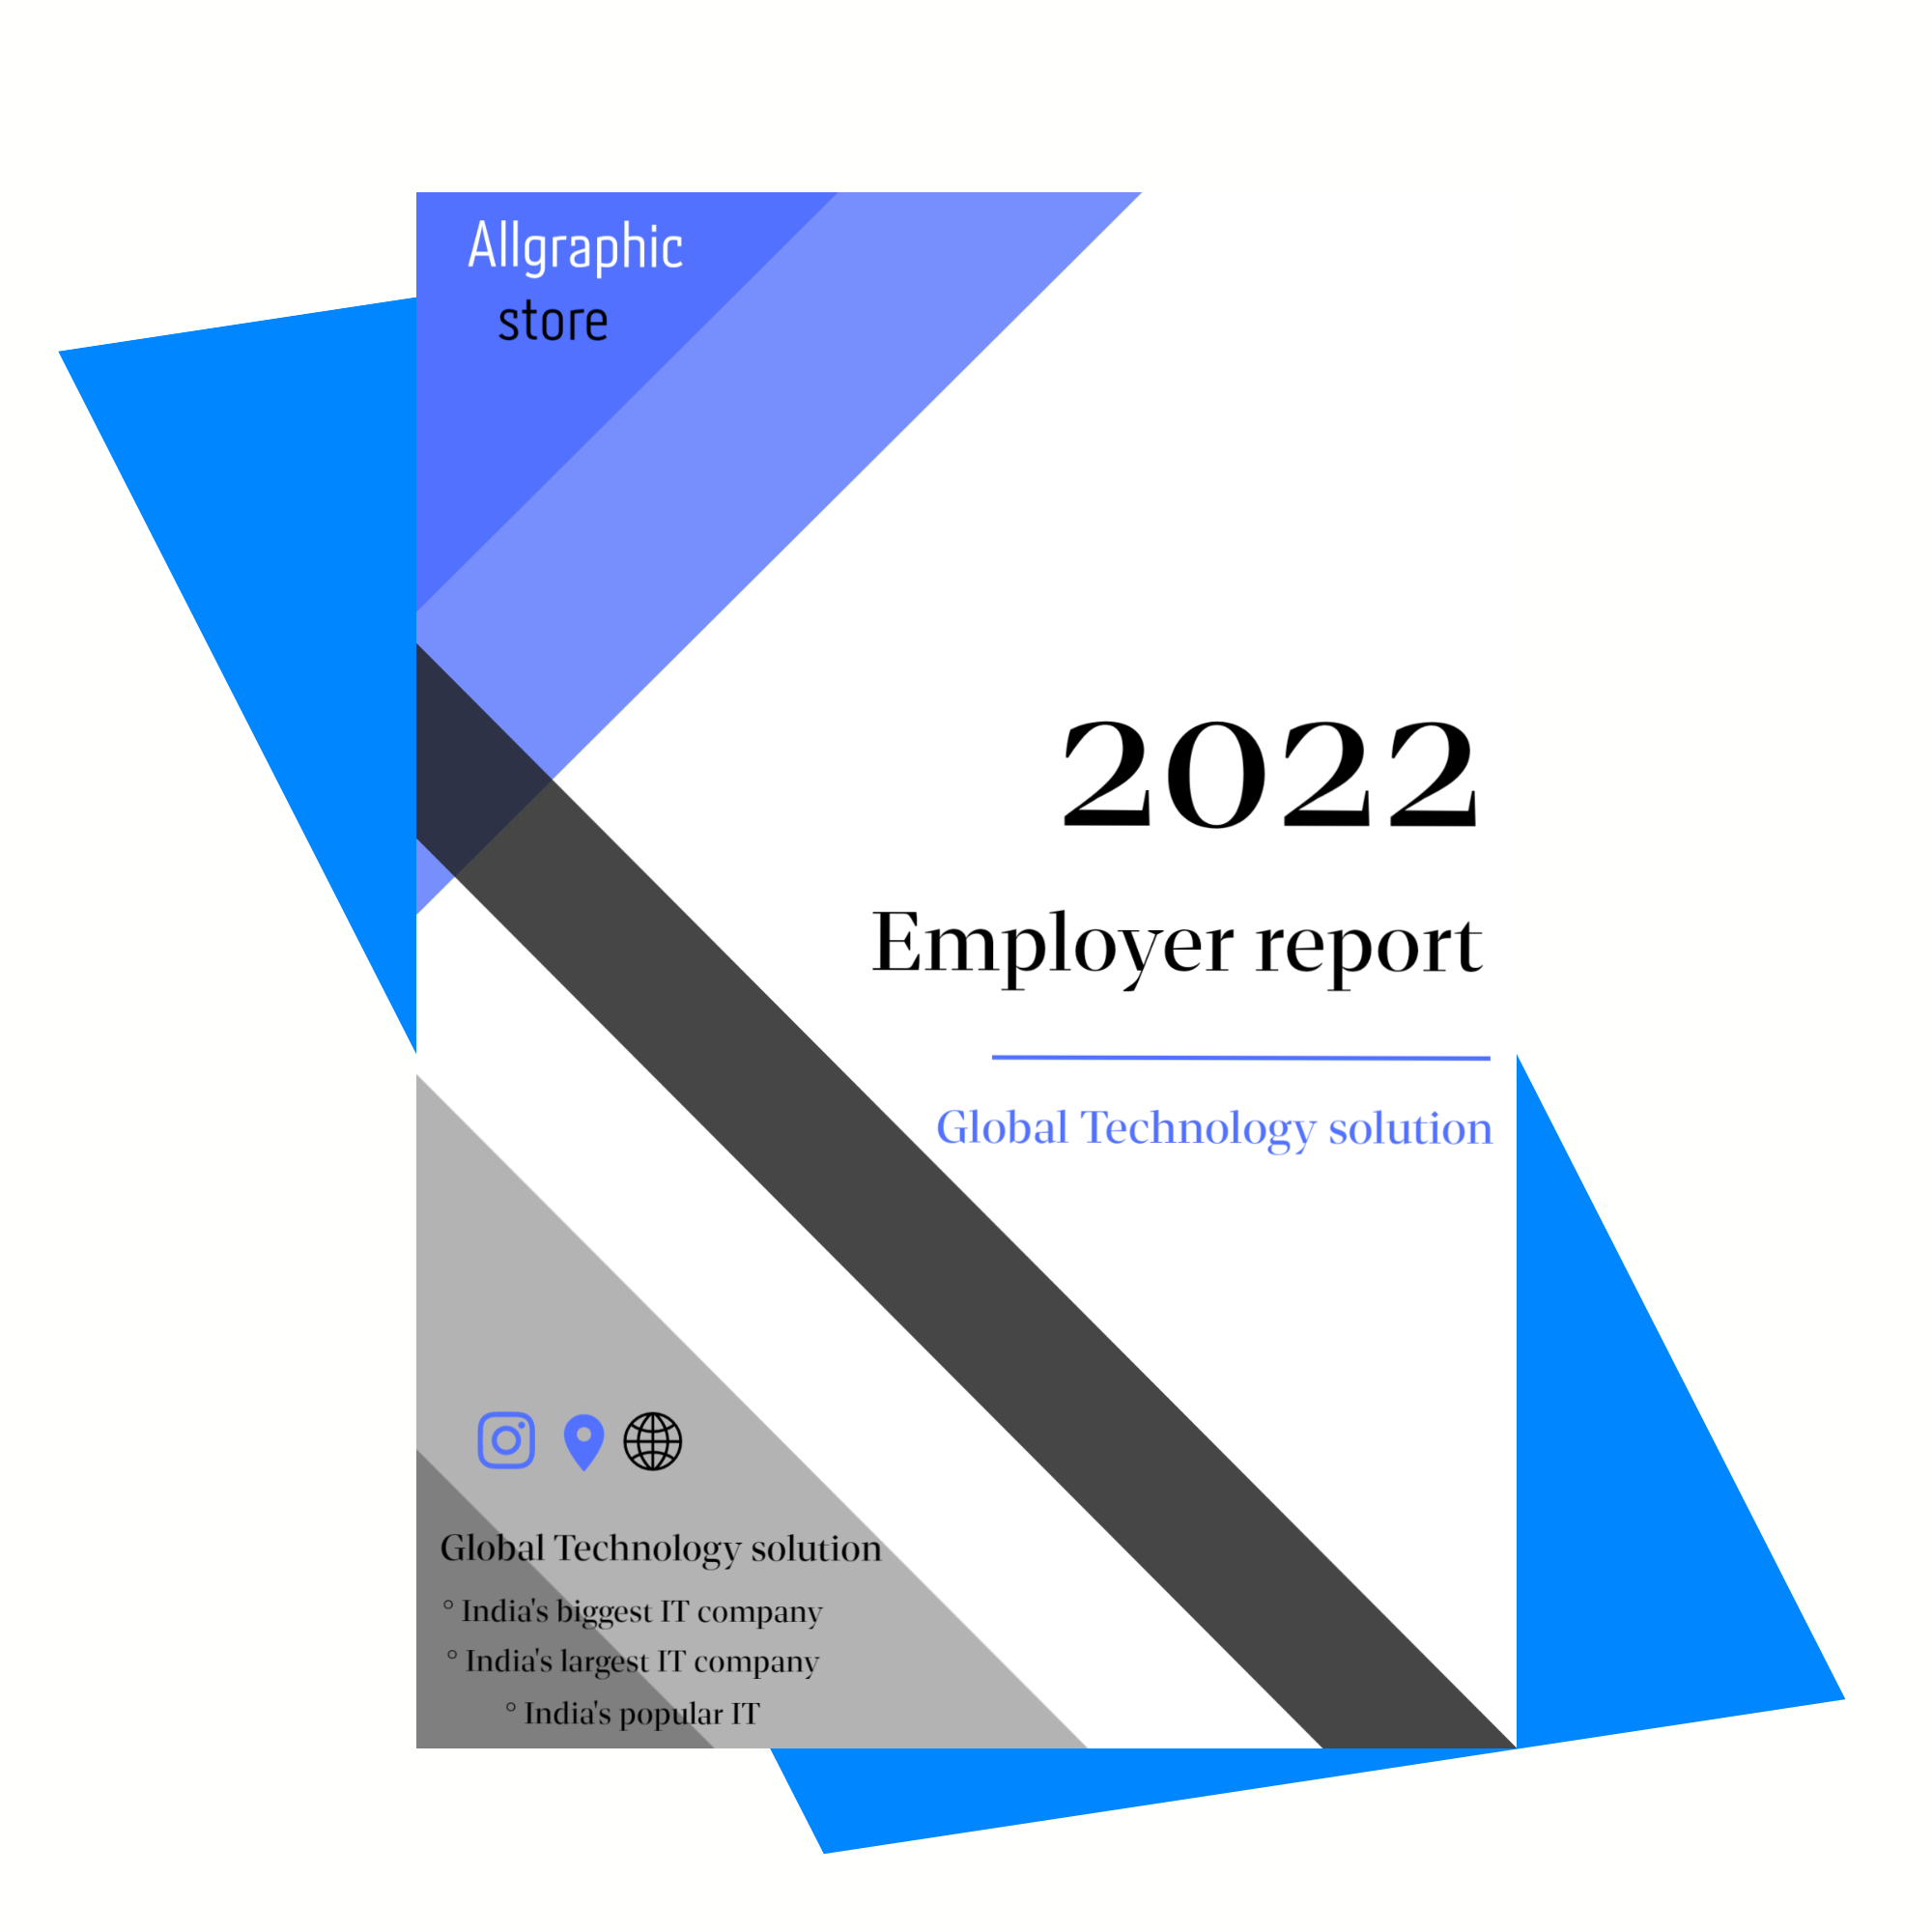 Allgraphic
store
2022
Employer report
Global Technology solution
Global Technology solution
° India's biggest IT company
° India's largest IT company
° India's popular IT